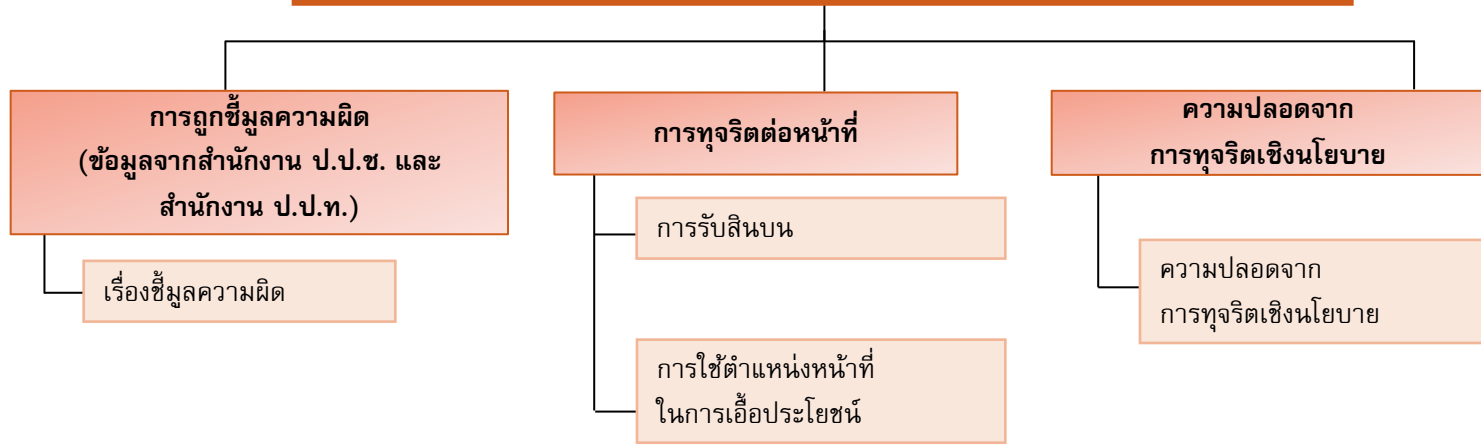 การถูกชี้มูลความผิด
(ข้อมูลจากสำนักงาน ป.ป.ช. และ
สำนักงาน ป.ป.ท.)
เรื่องชี้มูลความผิด
การทุจริตต่อหน้าที่
การรับสินบน
การใช้ตำแหน่งหน้าที่
ในการเอื้อประโยชน์
ความปลอดจาก
การทุจริตเชิงนโยบาย
ความปลอดจาก
การทุจริตเชิงนโยบาย